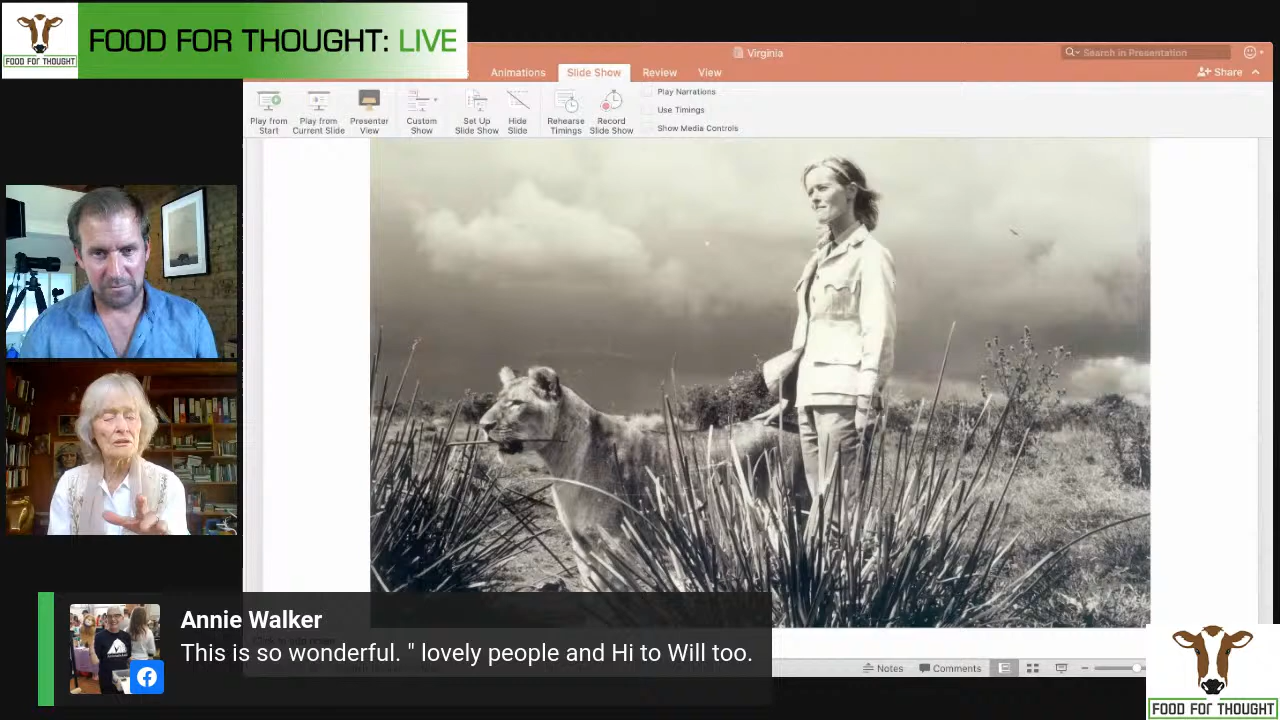 FOOD FOR THOUGHT
FOOD FOR THOUGHT: LIVE
Virginia
Search in Presentation
Animations
Slide Show
Review
View
Share
Play from
Start
Play from
Current Slide
Presenter
View
Custom
Show
Set Up
Slide Show
Hide
Slide
Rehearse
Timings
Record
Slide Show
Play Narrations
Use Timings
Show Media Controls
Annie Walker
This is so wonderful. " lovely people and Hi to Will too.
Notes
Comments
FOOD FOR THOUGHT